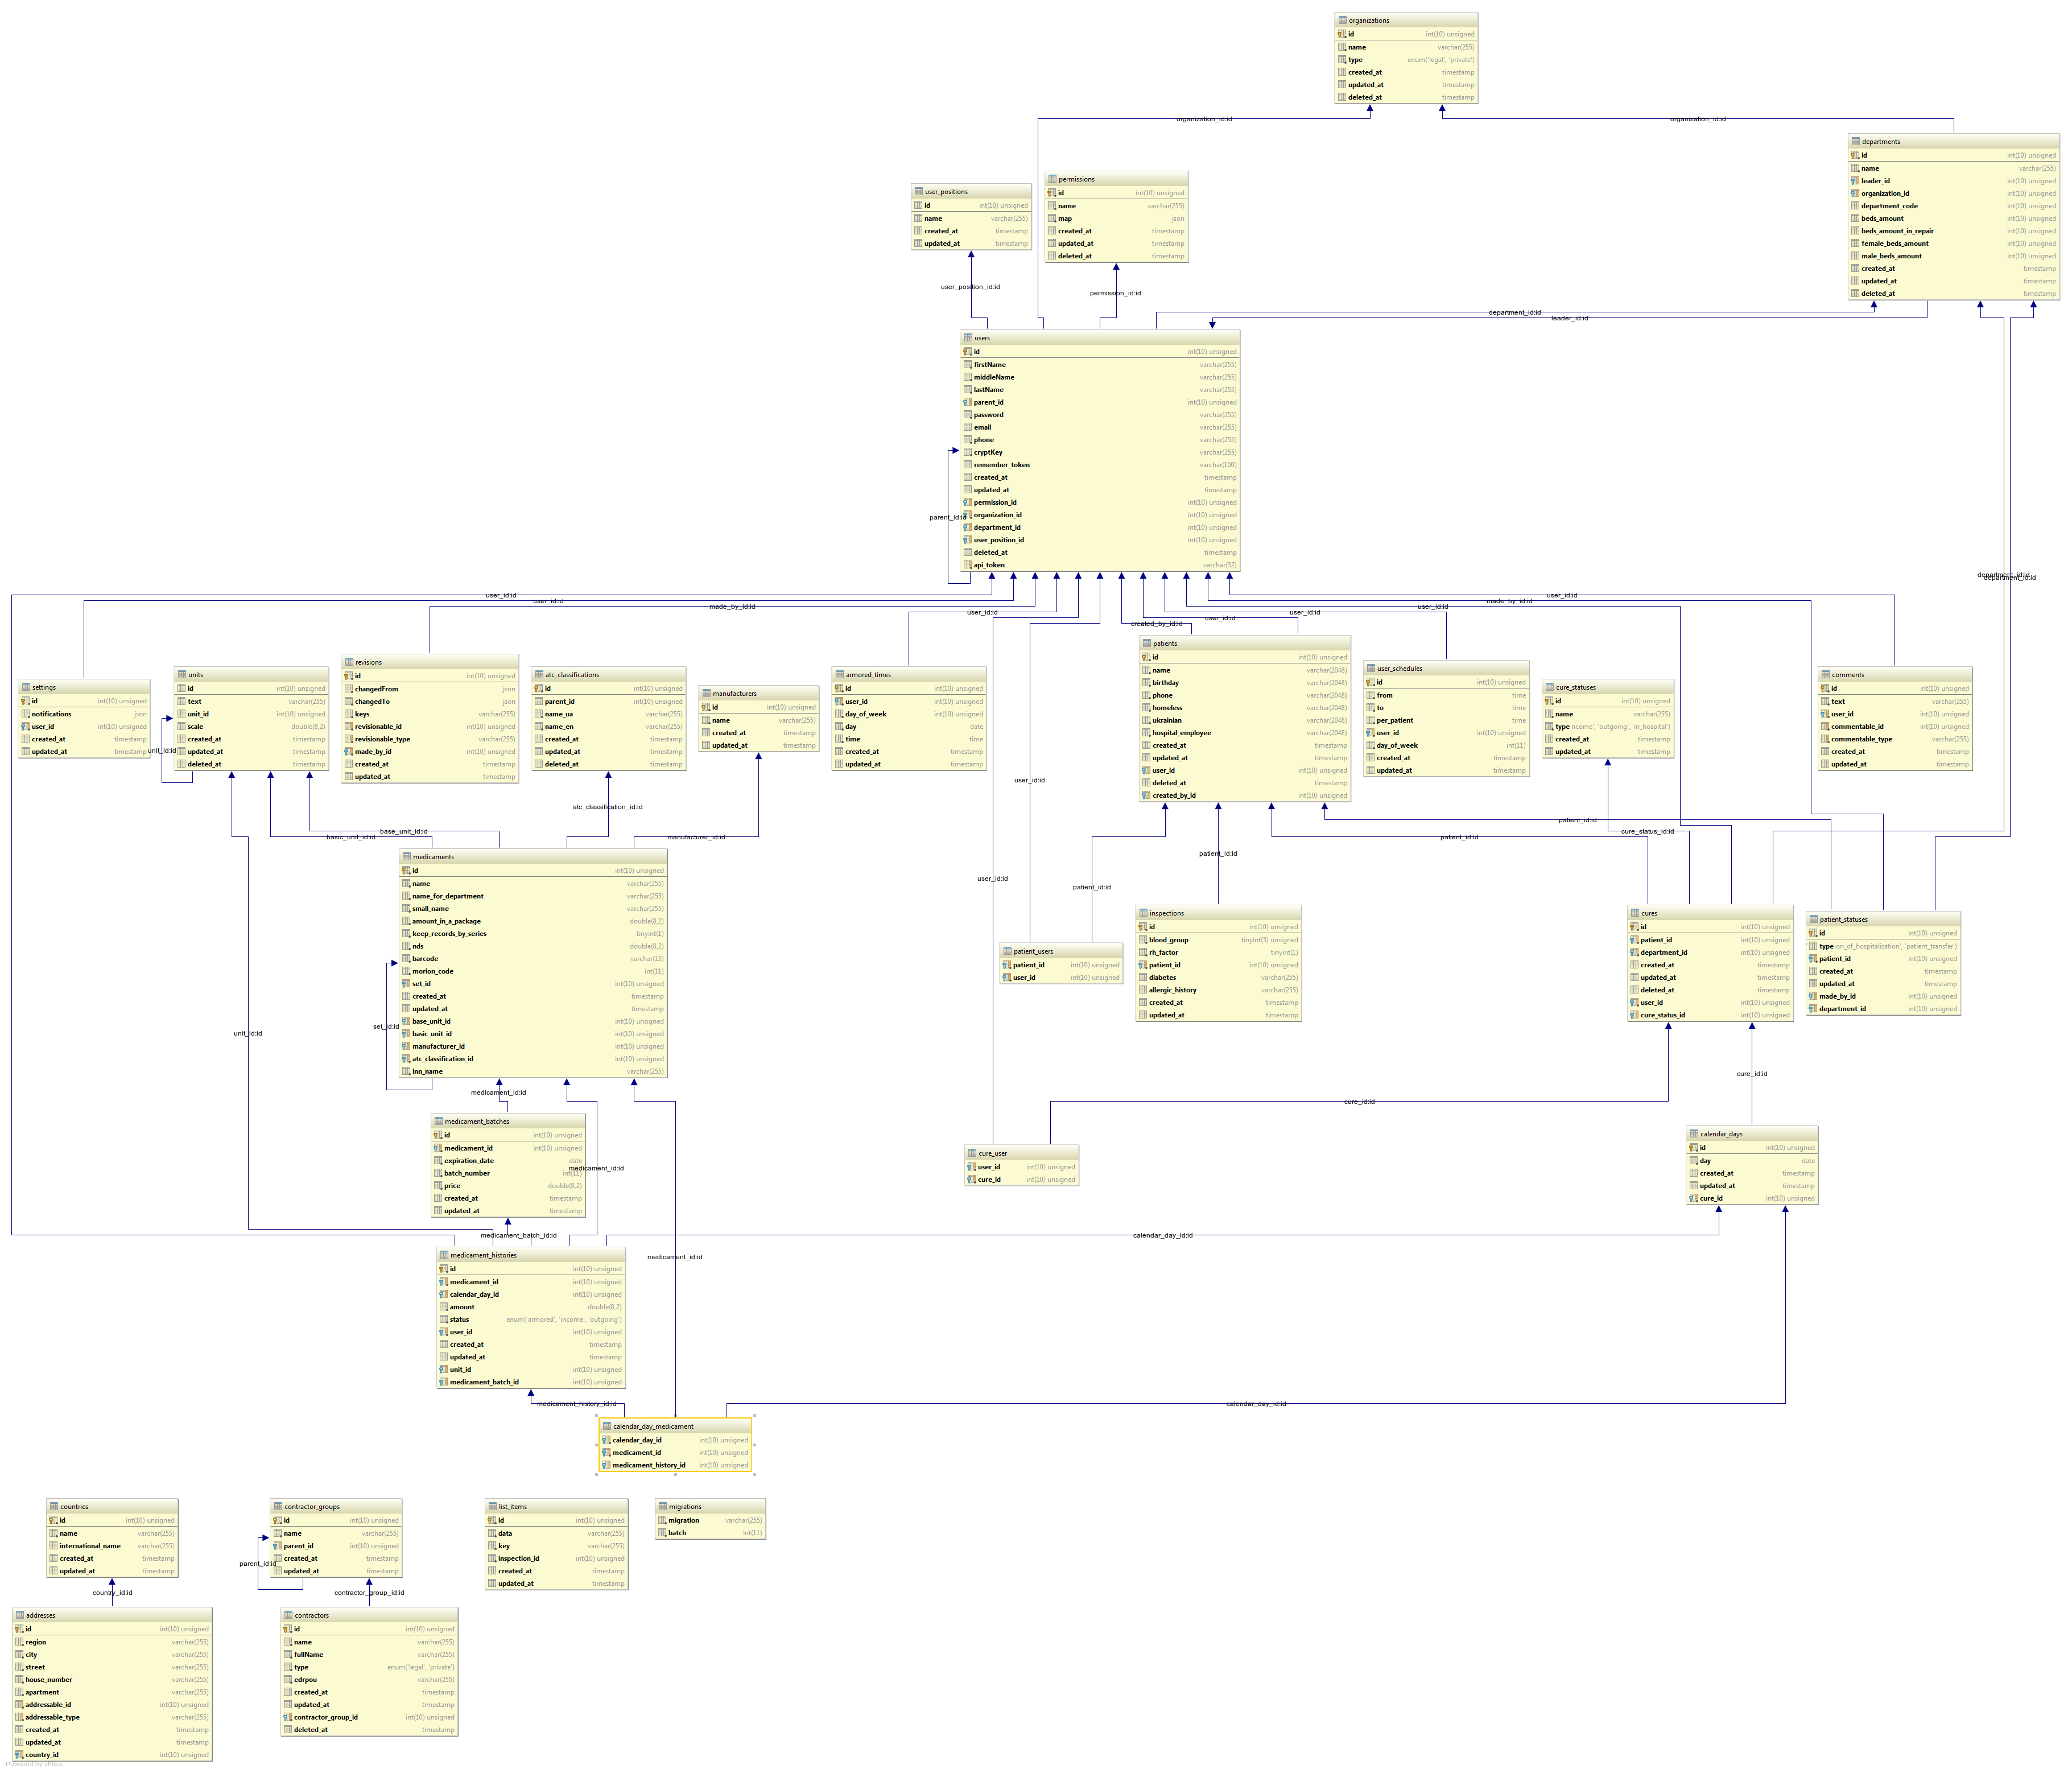 organizations
id int(10) unsigned
name varchar(255)
type enum('legal', 'private')
created_at timestamp
updated_at timestamp
deleted_at timestamp
organization_id:id
organization_id:id
departments
id int(10) unsigned
name varchar(255)
leader_id int(10) unsigned
organization_id int(10) unsigned
department_code int(10) unsigned
beds_amount int(10) unsigned
beds_amount_in_repair int(10) unsigned
female_beds_amount int(10) unsigned
male_beds_amount int(10) unsigned
created_at timestamp
updated_at timestamp
deleted_at timestamp
user_positions
id int(10) unsigned
name varchar(255)
created_at timestamp
updated_at timestamp
permissions
id int(10) unsigned
name varchar(255)
map json
created_at timestamp
updated_at timestamp
deleted_at timestamp
user_position_id:id
permission_id:id
department_id:id
leader_id:id
users
id int(10) unsigned
firstName varchar(255)
middleName varchar(255)
lastName varchar(255)
parent_id int(10) unsigned
password varchar(255)
email varchar(255)
phone varchar(255)
cryptKey varchar(255)
remember_token varchar(100)
created_at timestamp
updated_at timestamp
permission_id int(10) unsigned
organization_id int(10) unsigned
department_id int(10) unsigned
user_position_id int(10) unsigned
deleted_at timestamp
api_token varchar(32)
parent_id:id
department_id:id
department_id:id
user_id:id
user_id:id
made_by_id:id
user_id:id
created_by_id:id
user_id:id
user_id:id
user_id:id
made_by_id:id
user_id:id
settings
id int(10) unsigned
notifications json
user_id int(10) unsigned
created_at timestamp
updated_at timestamp
units
id int(10) unsigned
text varchar(255)
unit_id int(10) unsigned
scale double(8,2)
created_at timestamp
updated_at timestamp
deleted_at timestamp
unit_id:id
revisions
id int(10) unsigned
changedFrom json
changedTo json
keys varchar(255)
revisionable_id int(10) unsigned
revisionable_type varchar(255)
made_by_id int(10) unsigned
created_at timestamp
updated_at timestamp
atc_classifications
id int(10) unsigned
parent_id int(10) unsigned
name_ua varchar(255)
name_en varchar(255)
created_at timestamp
updated_at timestamp
deleted_at timestamp
manufacturers
id int(10) unsigned
name varchar(255)
created_at timestamp
updated_at timestamp
armored_times
id int(10) unsigned
user_id int(10) unsigned
day_of_week int(10) unsigned
day date
time time
created_at timestamp
updated_at timestamp
patients
id int(10) unsigned
name varchar(2048)
birthday varchar(2048)
phone varchar(2048)
homeless varchar(2048)
ukrainian varchar(2048)
hospital_employee varchar(2048)
created_at timestamp
updated_at timestamp
user_id int(10) unsigned
deleted_at timestamp
created_by_id int(10) unsigned
user_schedules
id int(10) unsigned
from time
to time
per_patient time
user_id int(10) unsigned
day_of_week int(11)
created_at timestamp
updated_at timestamp
cure_statuses
id int(10) unsigned
name varchar(255)
type ncome', 'outgoing', 'in_hospital')
created_at timestamp
updated_at timestamp
comments
id int(10) unsigned
text varchar(255)
user_id int(10) unsigned
commentable_id int(10) unsigned
commentable_type varchar(255)
created_at timestamp
updated_at timestamp
user_id:id
atc_classification_id:id
basic_unit_id:id
base_unit_id:id
manufacturer_id:id
patient_id:id
cure_status_id:id
patient_id:id
patient_id:id
user_id:id
patient_id:id
medicaments
id int(10) unsigned
name varchar(255)
name_for_department varchar(255)
small_name varchar(255)
amount_in_a_package double(8,2)
keep_records_by_series tinyint(1)
nds double(8,2)
barcode varchar(13)
morion_code int(11)
set_id int(10) unsigned
created_at timestamp
updated_at timestamp
base_unit_id int(10) unsigned
basic_unit_id int(10) unsigned
manufacturer_id int(10) unsigned
atc_classification_id int(10) unsigned
inn_name varchar(255)
set_id:id
unit_id:id
patient_users
patient_id int(10) unsigned
user_id int(10) unsigned
inspections
id int(10) unsigned
blood_group tinyint(3) unsigned
rh_factor tinyint(1)
patient_id int(10) unsigned
diabetes varchar(255)
allergic_history varchar(255)
created_at timestamp
updated_at timestamp
cures
id int(10) unsigned
patient_id int(10) unsigned
department_id int(10) unsigned
created_at timestamp
updated_at timestamp
deleted_at timestamp
user_id int(10) unsigned
cure_status_id int(10) unsigned
patient_statuses
id int(10) unsigned
type on_of_hospitalization', 'patient_transfer')
patient_id int(10) unsigned
created_at timestamp
updated_at timestamp
made_by_id int(10) unsigned
department_id int(10) unsigned
cure_id:id
medicament_id:id
cure_id:id
medicament_batches
id int(10) unsigned
medicament_id int(10) unsigned
expiration_date date
batch_number int(11)
price double(8,2)
created_at timestamp
updated_at timestamp
medicament_id:id
cure_user
user_id int(10) unsigned
cure_id int(10) unsigned
calendar_days
id int(10) unsigned
day date
created_at timestamp
updated_at timestamp
cure_id int(10) unsigned
medicament_batch_id:id
calendar_day_id:id
medicament_id:id
medicament_histories
id int(10) unsigned
medicament_id int(10) unsigned
calendar_day_id int(10) unsigned
amount double(8,2)
status enum('armored', 'income', 'outgoing')
user_id int(10) unsigned
created_at timestamp
updated_at timestamp
unit_id int(10) unsigned
medicament_batch_id int(10) unsigned
medicament_history_id:id
calendar_day_id:id
calendar_day_medicament
calendar_day_id int(10) unsigned
medicament_id int(10) unsigned
medicament_history_id int(10) unsigned
countries
id int(10) unsigned
name varchar(255)
international_name varchar(255)
created_at timestamp
updated_at timestamp
contractor_groups
id int(10) unsigned
name varchar(255)
parent_id int(10) unsigned
created_at timestamp
updated_at timestamp
parent_id:id
list_items
id int(10) unsigned
data varchar(255)
key varchar(255)
inspection_id int(10) unsigned
created_at timestamp
updated_at timestamp
migrations
migration varchar(255)
batch int(11)
country_id:id
contractor_group_id:id
addresses
id int(10) unsigned
region varchar(255)
city varchar(255)
street varchar(255)
house_number varchar(255)
apartment varchar(255)
addressable_id int(10) unsigned
addressable_type varchar(255)
created_at timestamp
updated_at timestamp
country_id int(10) unsigned
contractors
id int(10) unsigned
name varchar(255)
fullName varchar(255)
type enum('legal', 'private')
edrpou varchar(255)
created_at timestamp
updated_at timestamp
contractor_group_id int(10) unsigned
deleted_at timestamp
Powered by yFiles